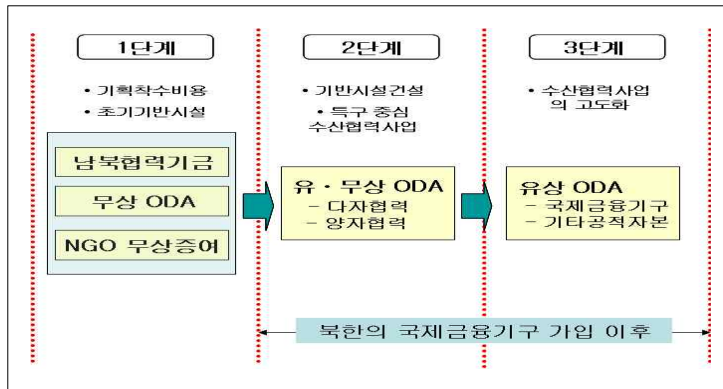 1단계
• 기획착수비용
• 초기기반시설
남북협력기금
무상 ODA
NGO 무상증여
2단계
• 기반시설건설
• 특구 중심
수산협력사업
유・무상 ODA
– 다자협력
– 양자협력
3단계
• 수산협력사업
의 고도화
유상 ODA
– 국제금융기구
– 기타공적자본
북한의 국제금융기구 가입 이후